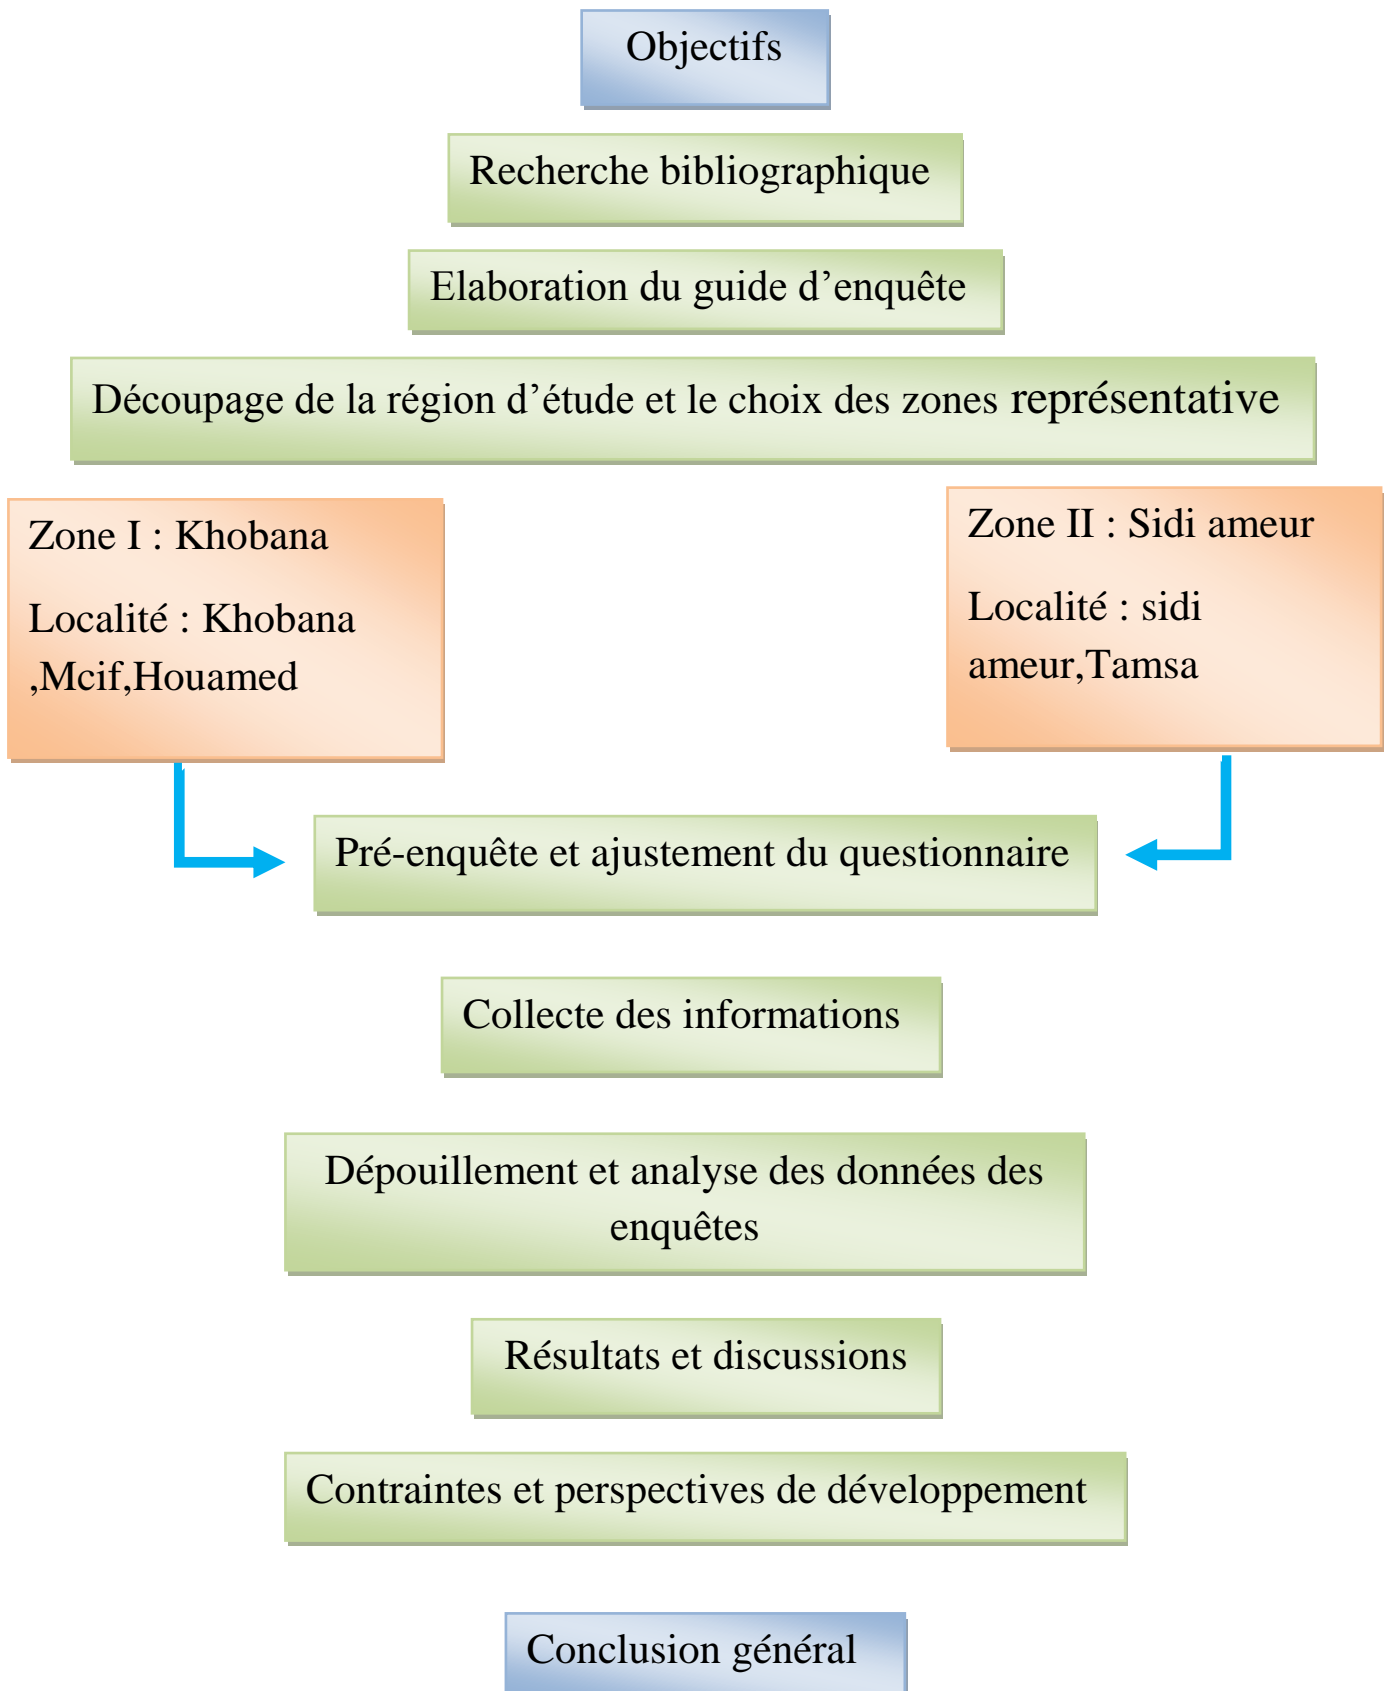 Objectifs
Recherche bibliographique
Elaboration du guide d’enquête
Découpage de la région d’étude et le choix des zones représentative
Zone I : Khobana
Localité : Khobana
,Mcif,Houamed
Zone II : Sidi ameur
Localité : sidi
ameur,Tamsa
Pré-enquête et ajustement du questionnaire
Collecte des informations
Dépouillement et analyse des données des
enquêtes
Résultats et discussions
Contraintes et perspectives de développement
Conclusion général